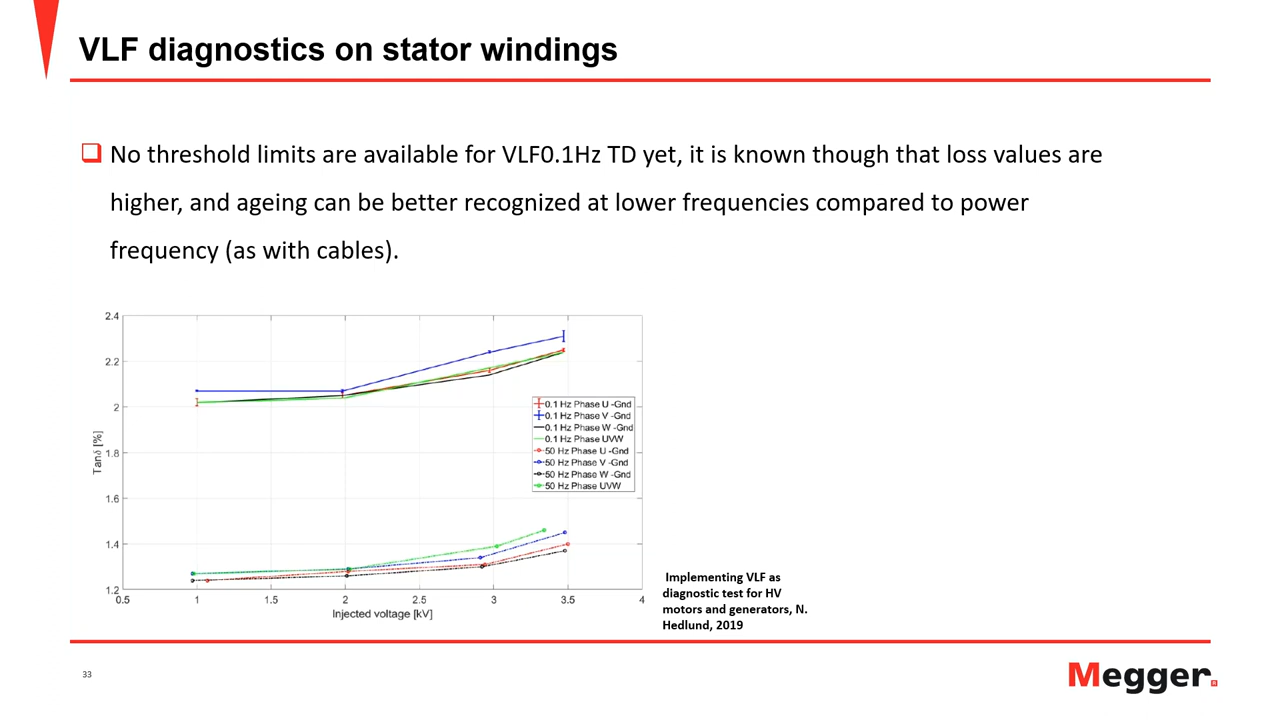 VLF diagnostics on stator windings
No threshold limits are available for VLF0.1Hz TD yet, it is known though that loss values are
higher, and ageing can be better recognized at lower frequencies compared to power
frequency (as with cables).
2.4
2.2
2
1.8
1.6
1.4
1.2
Tanδ [%]
0.1 Hz Phase U -Gnd
0.1 Hz Phase V -Gnd
0.1 Hz Phase W -Gnd
0.1 Hz Phase UVW
50 Hz Phase U -Gnd
50 Hz Phase V -Gnd
50 Hz Phase W -Gnd
50 Hz Phase UVW
0.5 1 1.5 2 2.5 3 3.5 4
Injected voltage [kV]
Implementing VLF as
diagnostic test for HV
motors and generators, N.
Hedlund, 2019
33
Megger.